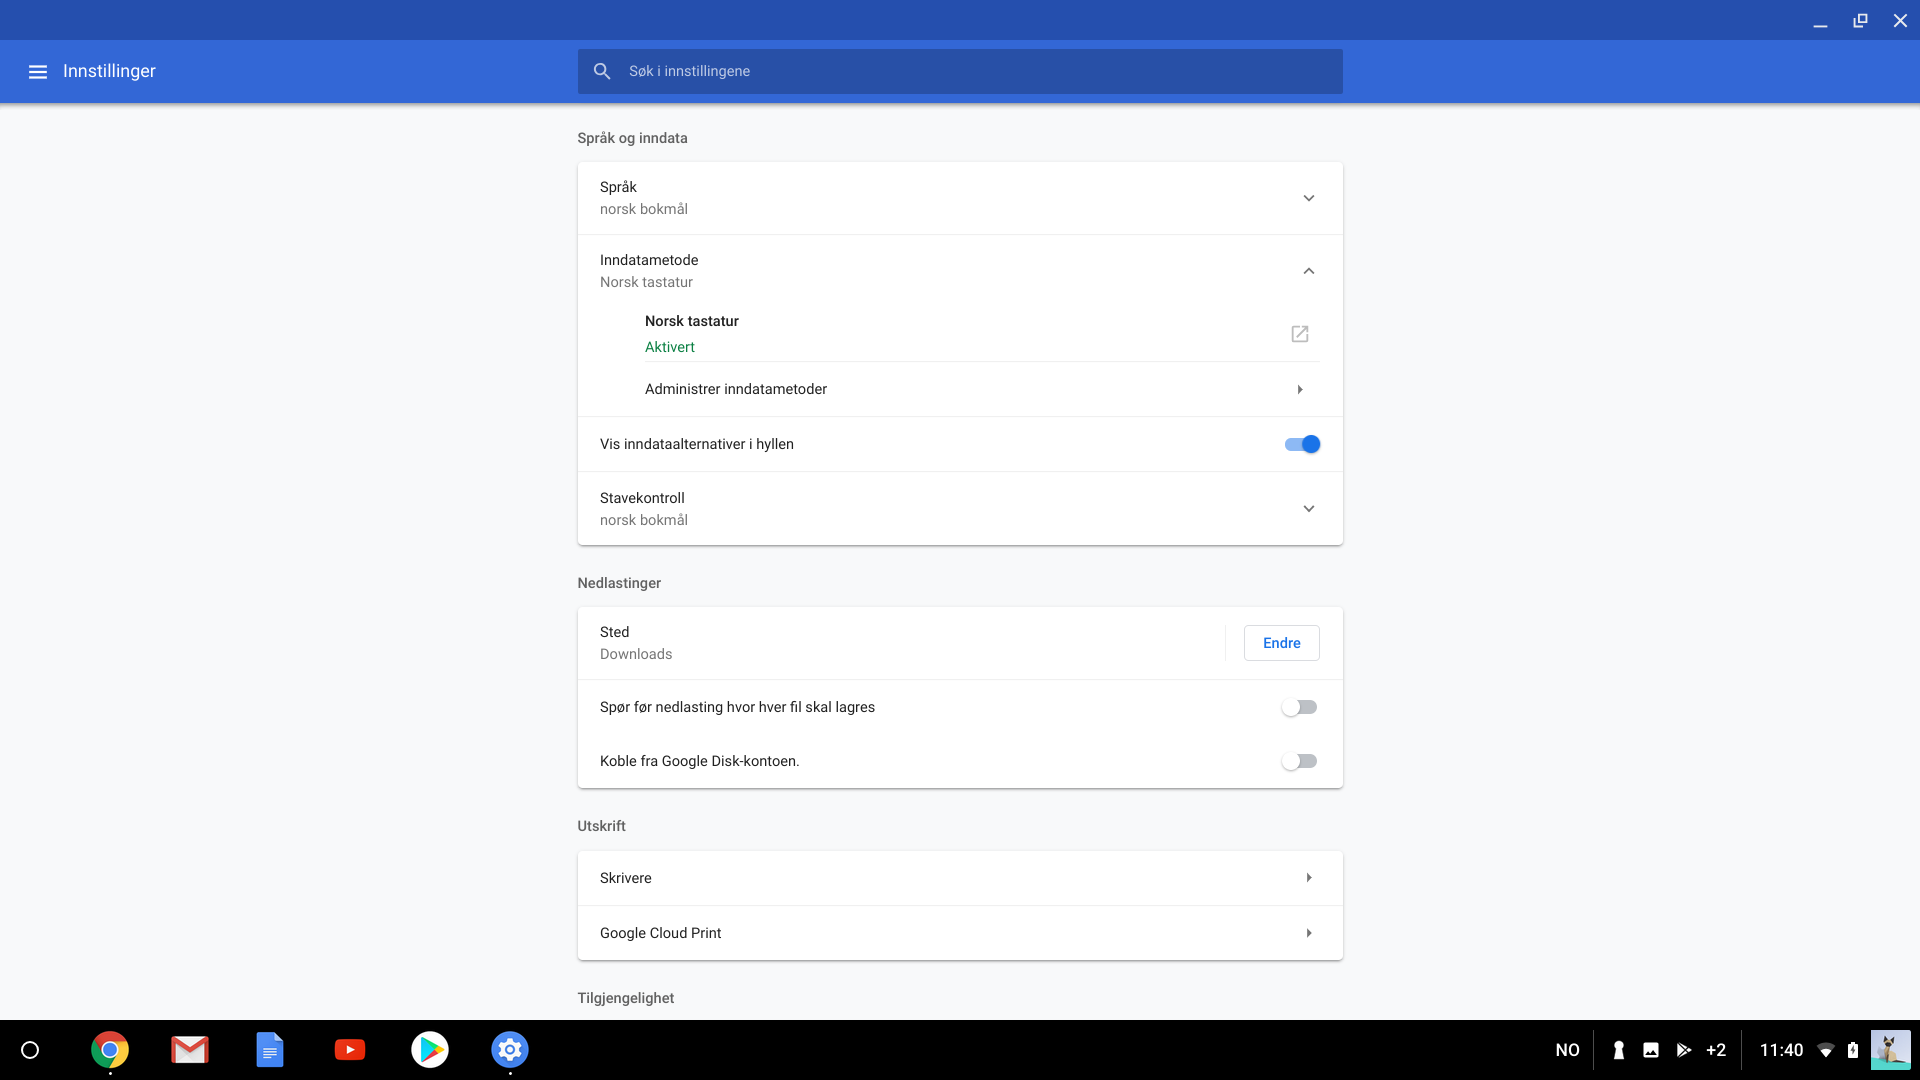 Innstillinger
Søk i innstillingene
Språk og inndata
Språk
norsk bokmål
Inndatametode
Norsk tastatur
Norsk tastatur
Aktivert
Administrer inndatametoder
Vis inndataalternativer i hyllen
Stavekontroll
norsk bokmål
Nedlastinger
Sted
Downloads
Endre
Spør før nedlasting hvor hver fil skal lagres
Koble fra Google Disk-kontoen.
Utskrift
Skrivere
Google Cloud Print
Tilgjengelighet
NO +2 11:40